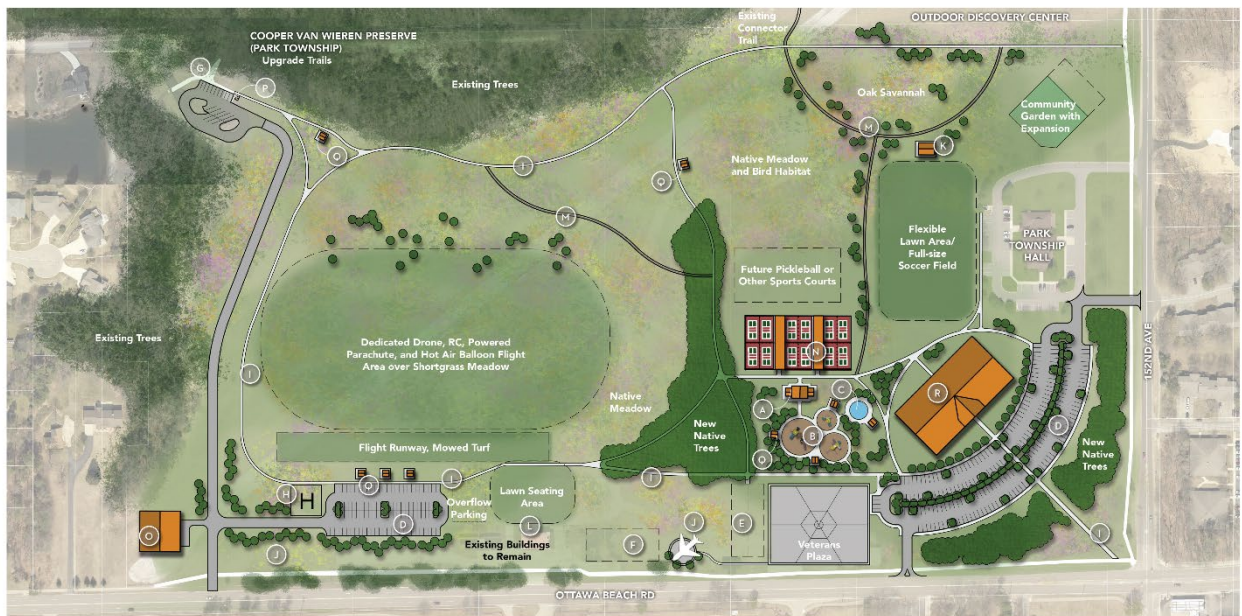 COOPER VAN WIEREN PRESERVE
(PARK TOWNSHIP)
Upgrade Trails
Existing
Connector
Trail
OUTDOOR DISCOVERY CENTER
G
P
Existing Trees
Oak Savannah
Community
Garden with
Expansion
M
K
Q
I
Q
Native Meadow
and Bird Habitat
M
Flexible
Lawn Area/
Full-size
Soccer Field
PARK
TOWNSHIP
HALL
Future Pickleball or
Other Sports Courts
Existing Trees
Dedicated Drone, RC, Powered
Parachute, and Hot Air Balloon Flight
Area over Shortgrass Meadow
N
152ND AVE
I
Native
Meadow
A
C
R
B
D
New Native
Trees
New
Native
Trees
Flight Runway, Mowed Turf
Q
I
Q
I
H
H
Lawn Seating
Area
Overflow
Parking
D
L
E
J
O
F
I
J
Existing Buildings
to Remain
Veterans
Plaza
OTTAWA BEACH RD